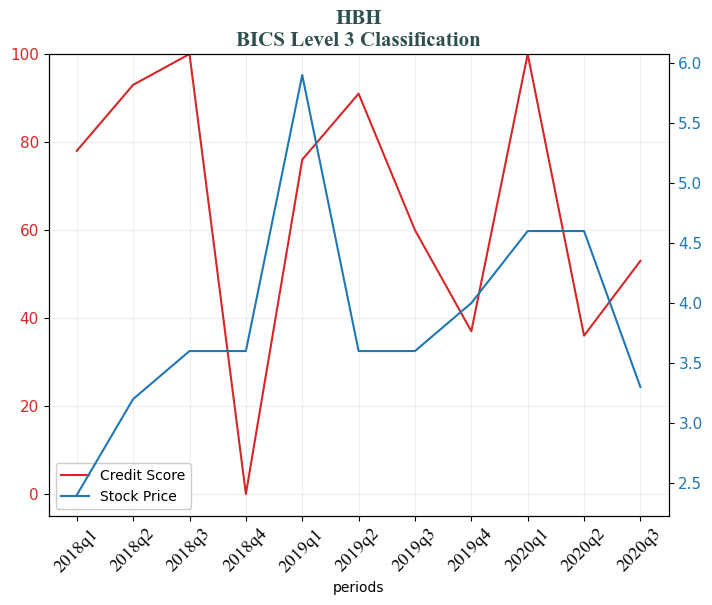 HBH
BICS Level 3 Classification
100
80
60
40
20
0
6.0
5.5
5.0
4.5
4.0
3.5
3.0
2.5
Credit Score
Stock Price
2018q1
2018q2
2018q3
2018q4
2019q1
2019q2
2019q3
2019q4
2020q1
2020q2
2020q3
periods